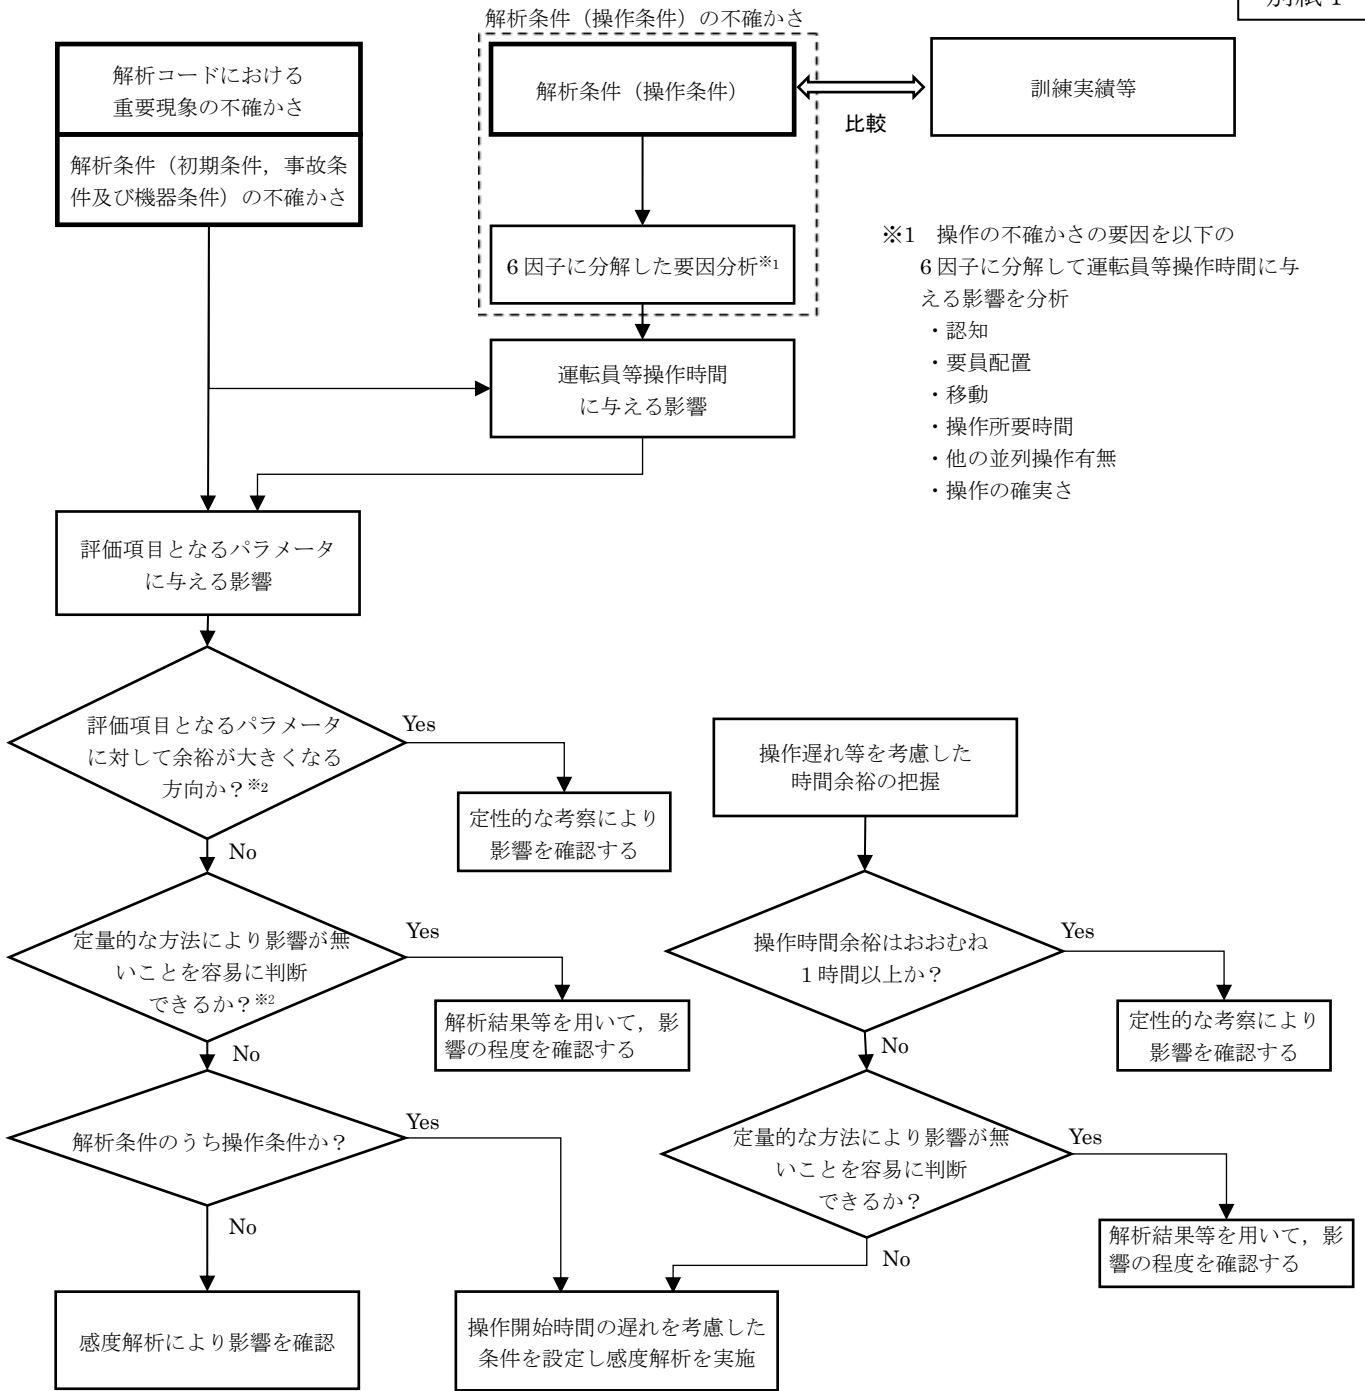 別紙1
解析条件（操作条件）の不確かさ
解析コードにおける
重要現象の不確かさ
解析条件（初期条件，事故条
件及び機器条件）の不確かさ
解析条件（操作条件）
比較
訓練実績等
6因子に分解した要因分析※1
※1　操作の不確かさの要因を以下の
6因子に分解して運転員等操作時間に与
える影響を分析
・認知
・要員配置
・移動
・操作所要時間
・他の並列操作有無
・操作の確実さ
運転員等操作時間
に与える影響
評価項目となるパラメータ
に与える影響
評価項目となるパラメータ
に対して余裕が大きくなる
方向か？※2
Yes
定性的な考察により
影響を確認する
No
定量的な方法により影響が無
いことを容易に判断
できるか？※2
Yes
解析結果等を用いて，影
響の程度を確認する
No
解析条件のうち操作条件か？
Yes
No
感度解析により影響を確認
操作遅れ等を考慮した
時間余裕の把握
操作時間余裕はおおむね
１時間以上か？
Yes
定性的な考察により
影響を確認する
No
定量的な方法により影響が無
いことを容易に判断
できるか？
Yes
解析結果等を用いて，影
響の程度を確認する
No
操作開始時間の遅れを考慮した
条件を設定し感度解析を実施